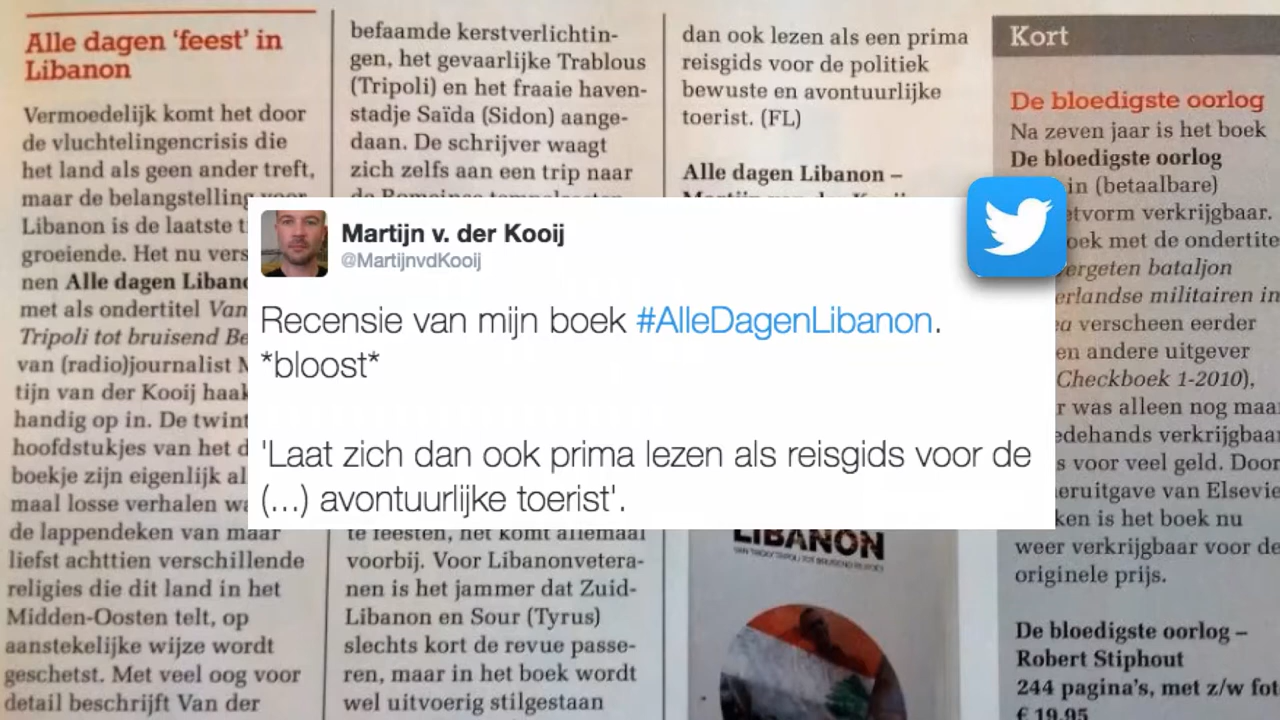 Alle dagen ‘feest’ in
Libanon
Vermoedelijk komt het door
de vluchtelingencrisis die
het land als geen ander treft,
maar de belangstelling voor
Libanon is de laatste
groeiende. Het nu
nen Alle dagen
met als ondertitel Van
Tripoli tot bruisend
van (radio)journalist
tijn van der Kooij
handig op in. De
hoofdstukjes van het
boekje zijn eigenlijk
maal losse verhalen
de lappendeken van maar
liefst achttien verschillende
religies die dit land in het
Midden-Oosten telt, op
aanstekelijke wijze wordt
geschetst. Met veel oog voor
detail beschrijft Van der
befaamde kerstverlichtin-
gen, het gevaarlijke Trablous
(Tripoli) en het fraaie haven-
stadje Saïda (Sidon) aange-
daan. De schrijver waagt
zich zelfs aan een trip naar
te feesten, het komt allemaal
voorbij. Voor Libanonvetera-
nen is het jammer dat Zuid-
Libanon en Sour (Tyrus)
slechts kort de revue passe-
ren, maar in het boek wordt
wel uitvoerig stilgestaan
dan ook lezen als een prima
reisgids voor de politiek
bewuste en avontuurlijke
toerist. (FL)
Alle dagen Libanon –
LIBANON
Martijn v. der Kooij
@MartijnvdKooij
Recensie van mijn boek #AlleDagenLibanon.
*bloost*
'Laat zich dan ook prima lezen als reisgids voor de
(...) avontuurlijke toerist'.
Kort
De bloedigste oorlog
Na zeven jaar is het boek
De bloedigste oorlog
in (betaalbare)
verkrijgbaar.
met de ondertite
bataljon
militairen in
verscheen eerder
en andere uitgever
Checkboek 1-2010),
was alleen nog maar
verkrijgbaar
voor veel geld. Door
van Elsevie
is het boek nu
weer verkrijgbaar voor de
originele prijs.
De bloedigste oorlog –
Robert Stiphout
244 pagina’s, met z/w fot
€ 19,95